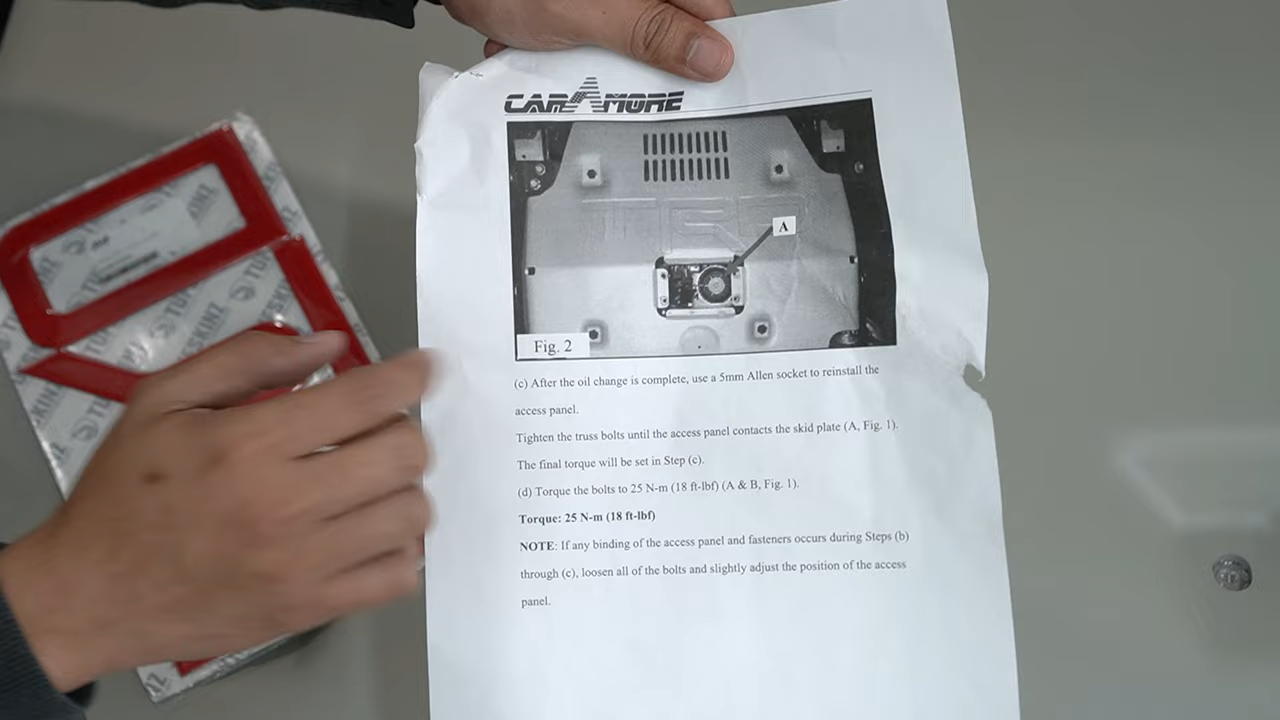 CARAMORE
TRD
A
Fig. 2
(c) After the oil change is complete, use a 5mm Allen socket to reinstall the
access panel.
Tighten the truss bolts until the access panel contacts the skid plate (A, Fig. 1).
The final torque will be set in Step (c).
(d) Torque the bolts to 25 N-m (18 ft-lbf) (A & B, Fig. 1).
Torque: 25 N-m (18 ft-lbf)
NOTE: If any binding of the access panel and fasteners occurs during Steps (b)
through (c), loosen all of the bolts and slightly adjust the position of the access
panel.